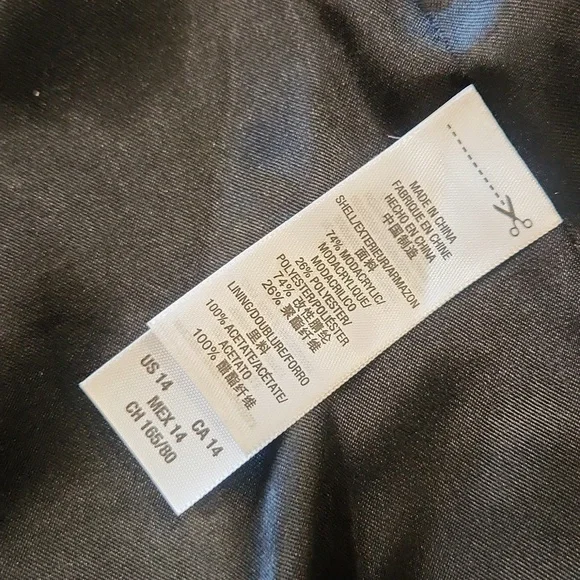 MADE IN CHINA
FABRIQUE EN CHINE
HECHO EN CHINA
中国制造
SHELL/EXTERIEUR/ARMAZON
面料
74% MODACRYLIC/
MODACRYLIQUE/
MODACRILICO
26% POLYESTER/
POLYESTER/POLIÉSTER
74% 改性腈纶
26% 聚酯纤维
LINING/DOUBLURE/FORRO
里料
100% ACETATE/ACÉTATE/
ACETATO
100% 醋酯纤维
US 14 CA 14
MEX 14
CH 165/80